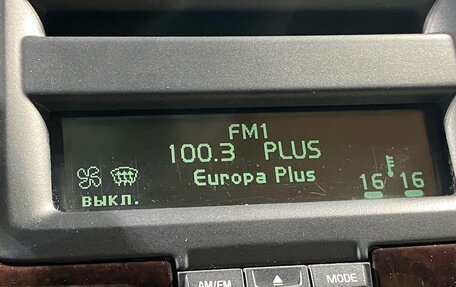 FM1
100.3 PLUS
Europa Plus
16 16
ВЫКЛ.
AM/FM MODE